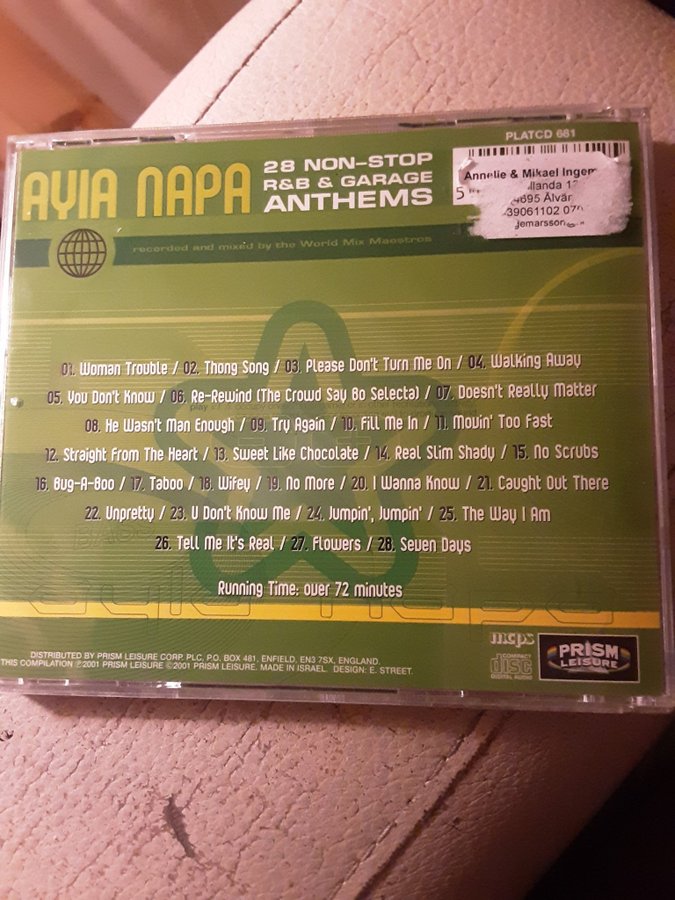 PLATCD 681
AYIA NAPA
28 NON-STOP
R&B & GARAGE
ANTHEMS
Annelie & Mikael
5
Älvär
recorded and mixed by the World Mix Maestros
01. Woman Trouble / 02. Thong Song / 03. Please Don't Turn Me On / 04. Walking Away
05. You Don't Know / 06. Re-Rewind (The Crowd Say Bo Selecta) / 07. Doesn't Really Matter
08. He Wasn't Man Enough / 09. Try Again / 10. Fill Me In / 11. Movin' Too Fast
12. Straight From The Heart / 13. Sweet Like Chocolate / 14. Real Slim Shady / 15. No Scrubs
16. Bug-A-Boo / 17. Taboo / 18. Wifey / 19. No More / 20. I Wanna Know / 21. Caught Out There
22. Unpretty / 23. U Don't Know Me / 24. Jumpin', Jumpin' / 25. The Way I Am
26. Tell Me It's Real / 27. Flowers / 28. Seven Days
Running Time: over 72 minutes
mcps
COMPACT
disc
DIGITAL AUDIO
PRISM
LEISURE
DISTRIBUTED BY PRISM LEISURE CORP. PLC, P.O. BOX 481, ENFIELD, EN3 7SX, ENGLAND.
THIS COMPILATION ℗2001 PRISM LEISURE ©2001 PRISM LEISURE. MADE IN ISRAEL. DESIGN: E. STREET.